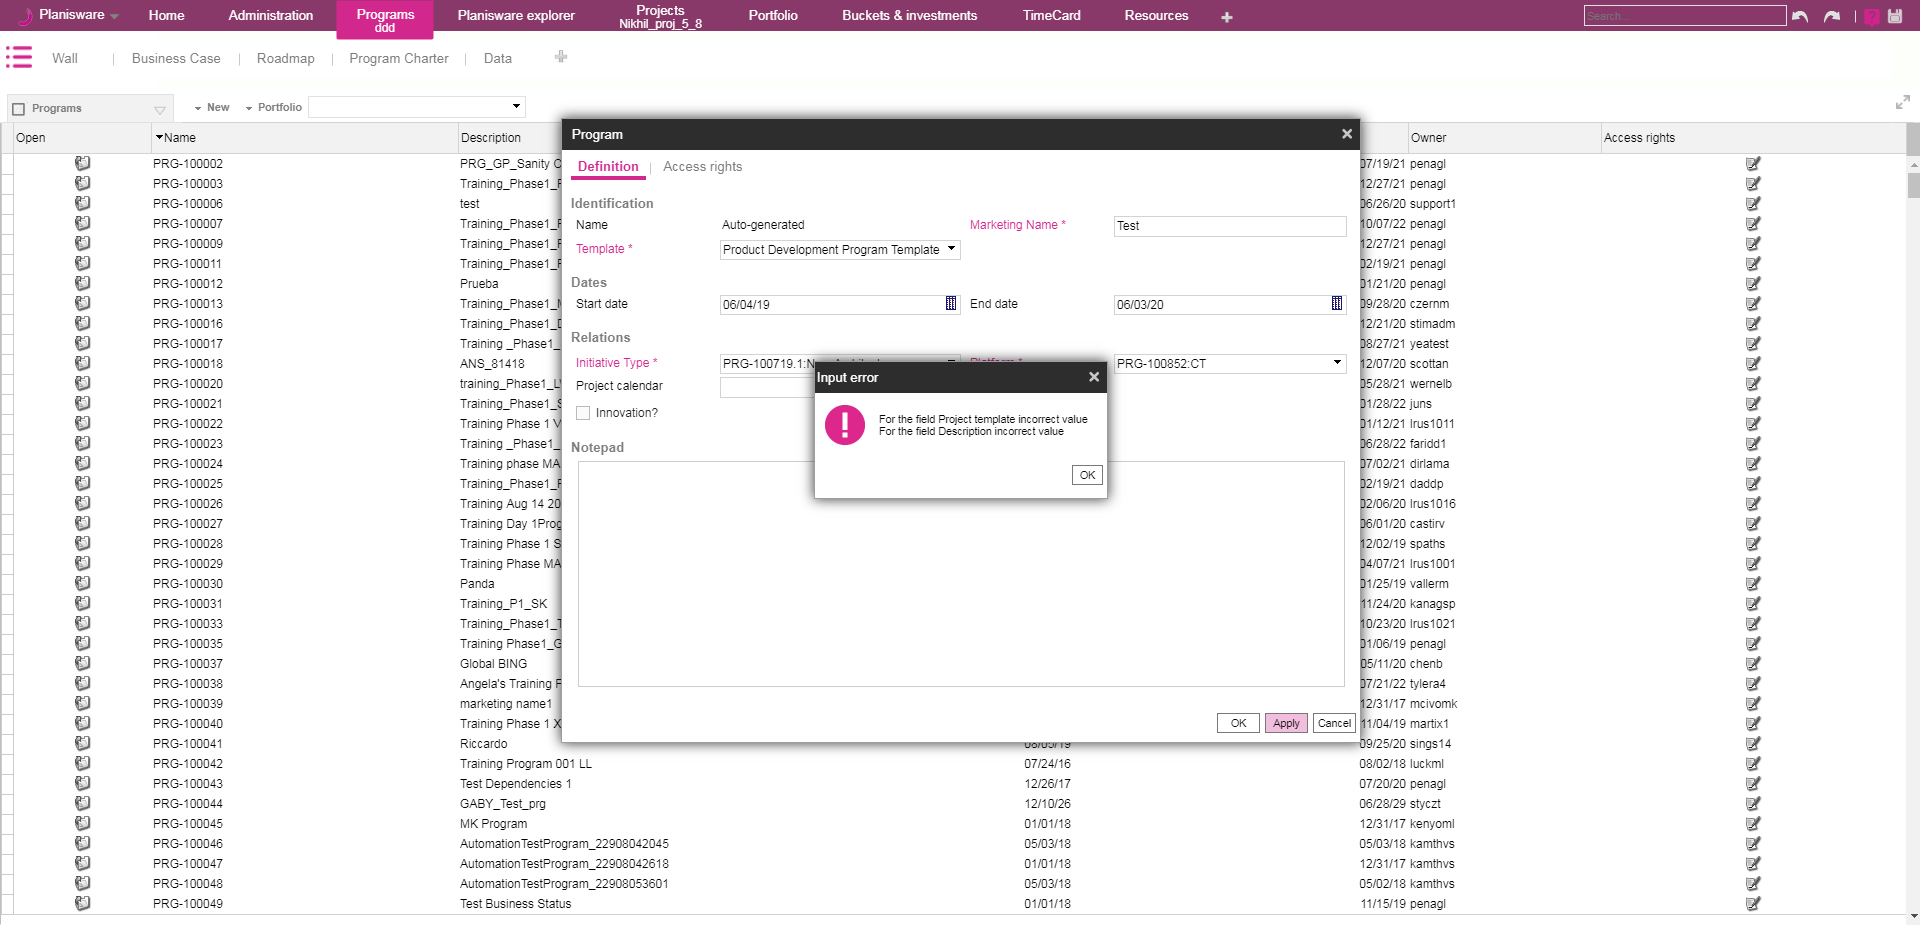 Planisware Home Administration Programs Planisware explorer Projects Portfolio Buckets & investments TimeCard Resources Search...
ddd Nikhil_proj_5_8
Wall Business Case Roadmap Program Charter Data
Programs New Portfolio
Open Name Description Owner Access rights
Program
Definition Access rights
Identification
Name Auto-generated Marketing Name * Test
Template * Product Development Program Template
Dates
Start date 06/04/19 End date 06/03/20
Relations
Initiative Type * PRG-100719.1: PRG-100852:CT
Project calendar
Innovation?
Notepad
OK Apply Cancel
Input error
For the field Project template incorrect value
For the field Description incorrect value
OK
PRG-100002 PRG_GP_Sanity 07/19/21 penagl
PRG-100003 Training_Phase1_ 12/27/21 penagl
PRG-100006 test 06/26/20 support1
PRG-100007 Training_Phase1_ 10/07/22 penagl
PRG-100009 Training_Phase1_ 12/27/21 penagl
PRG-100011 Training_Phase1_ 02/19/21 penagl
PRG-100012 Prueba 01/21/20 penagl
PRG-100013 Training_Phase1_ 09/28/20 czernm
PRG-100016 Training_Phase1_ 12/21/20 stimadm
PRG-100017 Training _Phase1_ 08/27/21 yeatest
PRG-100018 ANS_81418 12/07/20 scottan
PRG-100020 training_Phase1_ 05/28/21 wernelb
PRG-100021 Training_Phase1_ 01/28/22 juns
PRG-100022 Training Phase 1 01/12/21 lrus1011
PRG-100023 Training _Phase1_ 06/28/22 faridd1
PRG-100024 Training phase MA 07/02/21 dirlama
PRG-100025 Training_Phase1_ 02/19/21 daddp
PRG-100026 Training Aug 14 20 02/06/20 lrus1016
PRG-100027 Training Day 1Prog 06/01/20 castirv
PRG-100028 Training Phase 1 S 12/02/19 spaths
PRG-100029 Training Phase MA 04/07/21 lrus1001
PRG-100030 Panda 01/25/19 vallerm
PRG-100031 Training_P1_SK 11/24/20 kanagsp
PRG-100033 Training_Phase1_ 10/23/20 lrus1021
PRG-100035 Training Phase1_G 01/06/19 penagl
PRG-100037 Global BING 05/11/20 chenb
PRG-100038 Angela's Training 07/21/22 tylera4
PRG-100039 marketing name1 12/31/17 mcivomk
PRG-100040 Training Phase 1 X 11/04/19 martix1
PRG-100041 Riccardo 08/05/19 09/25/20 sings14
PRG-100042 Training Program 001 LL 07/24/16 08/02/18 luckml
PRG-100043 Test Dependencies 1 12/26/17 07/20/20 penagl
PRG-100044 GABY_Test_prg 12/10/26 06/28/29 styczt
PRG-100045 MK Program 01/01/18 12/31/17 kenyoml
PRG-100046 AutomationTestProgram_22908042045 05/03/18 05/03/18 kamthvs
PRG-100047 AutomationTestProgram_22908042618 01/01/18 12/31/17 kamthvs
PRG-100048 AutomationTestProgram_22908053601 05/03/18 05/02/18 kamthvs
PRG-100049 Test Business Status 01/01/18 11/15/19 penagl